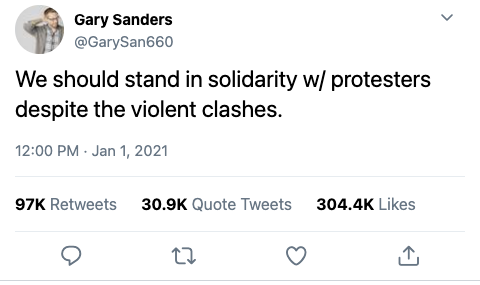 Gary Sanders
@GarySan660
We should stand in solidarity w/ protesters
despite the violent clashes.
12:00 PM · Jan 1, 2021
97K Retweets 30.9K Quote Tweets 304.4K Likes